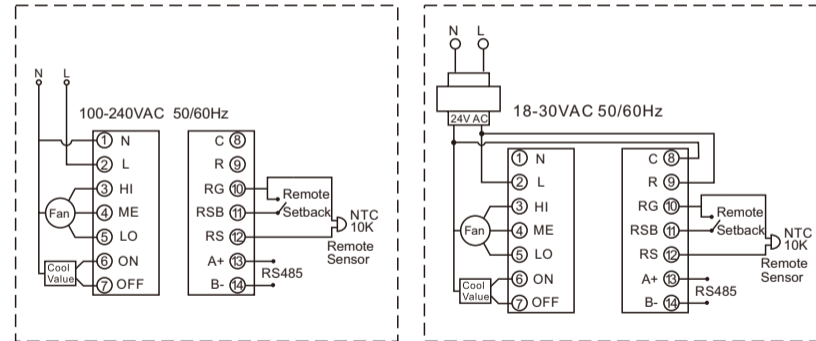 N L
100-240VAC 50/60Hz
1 N
2 L
3 HI
4 ME
5 LO
6 ON
7 OFF
Fan
Cool
Value
C 8
R 9
RG 10
RSB 11
RS 12
A+ 13
B- 14
Remote
Setback
NTC
10K
Remote
Sensor
RS485
N L
24V AC
18-30VAC 50/60Hz
1 N
2 L
3 HI
4 ME
5 LO
6 ON
7 OFF
Fan
Cool
Value
C 8
R 9
RG 10
RSB 11
RS 12
A+ 13
B- 14
Remote
Setback
NTC
10K
Remote
Sensor
RS485